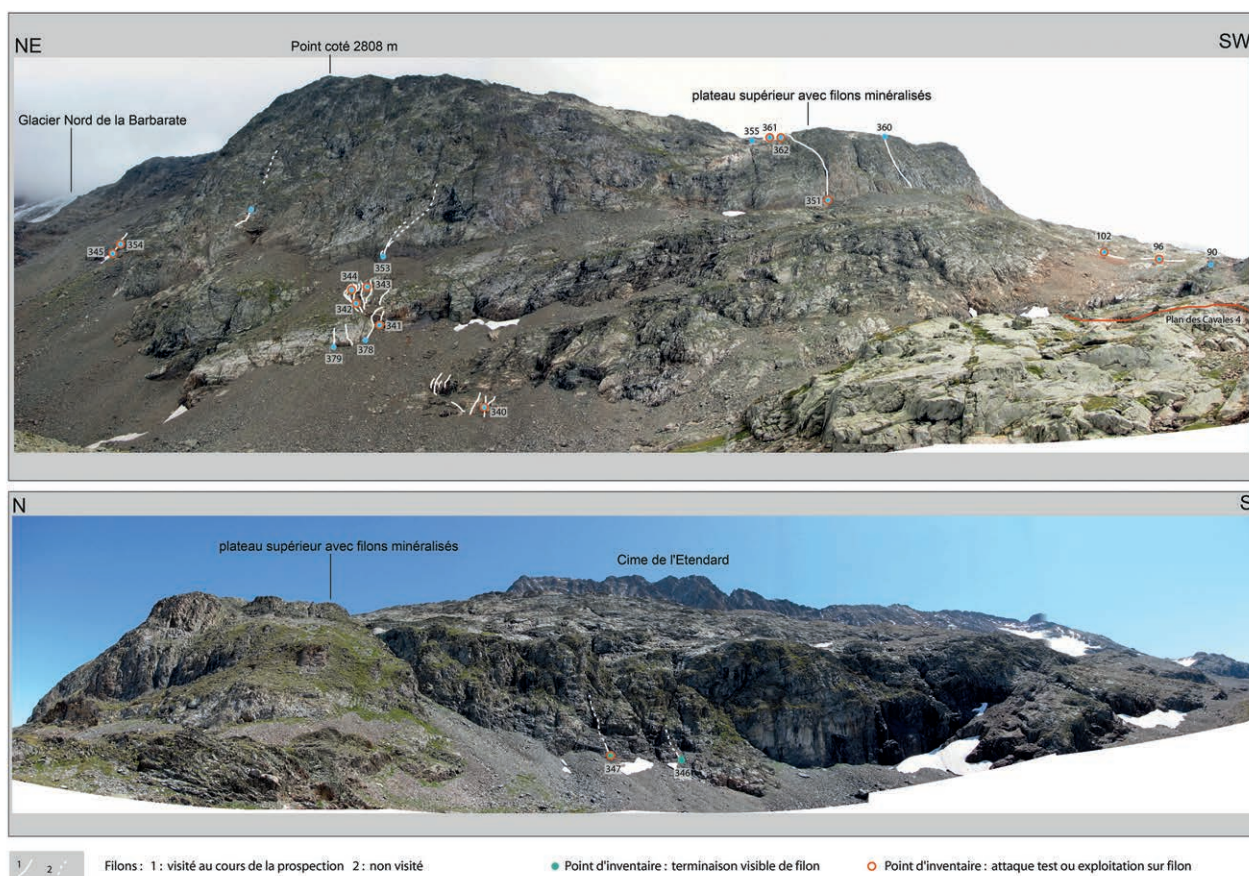 NE
SW
Point coté 2808 m
plateau supérieur avec filons minéralisés
Glacier Nord de la Barbarate
355
361
362
360
351
345
354
353
344
343
342
341
379
378
340
102
96
90
Plan des Cavales 4
N
S
plateau supérieur avec filons minéralisés
Cime de l'Etendard
347
346
1 2 Filons : 1 : visité au cours de la prospection 2 : non visité Point d'inventaire : terminaison visible de filon Point d'inventaire : attaque test ou exploitation sur filon